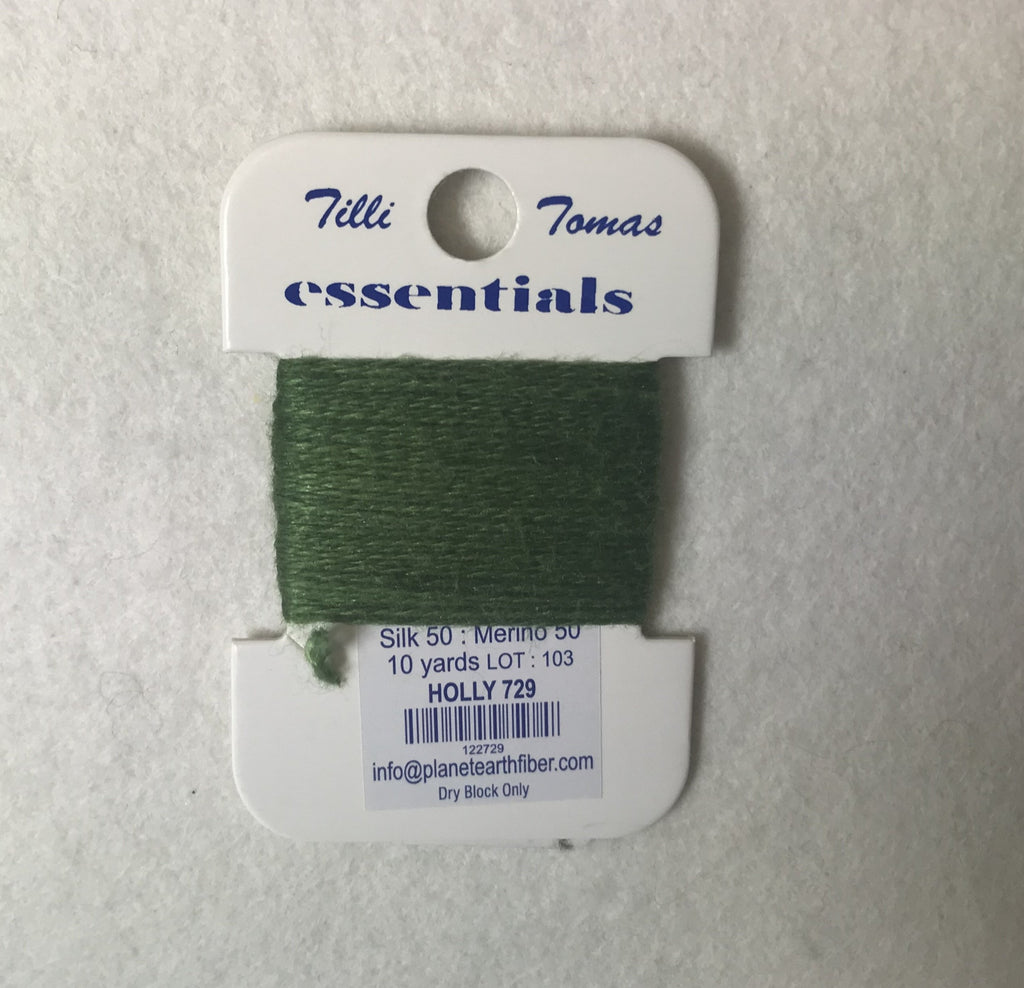 Tilli Tomas
essentials
Silk 50 : Merino 50
10 yards LOT : 103
HOLLY 729
122729
info@planetearthfiber.com
Dry Block Only